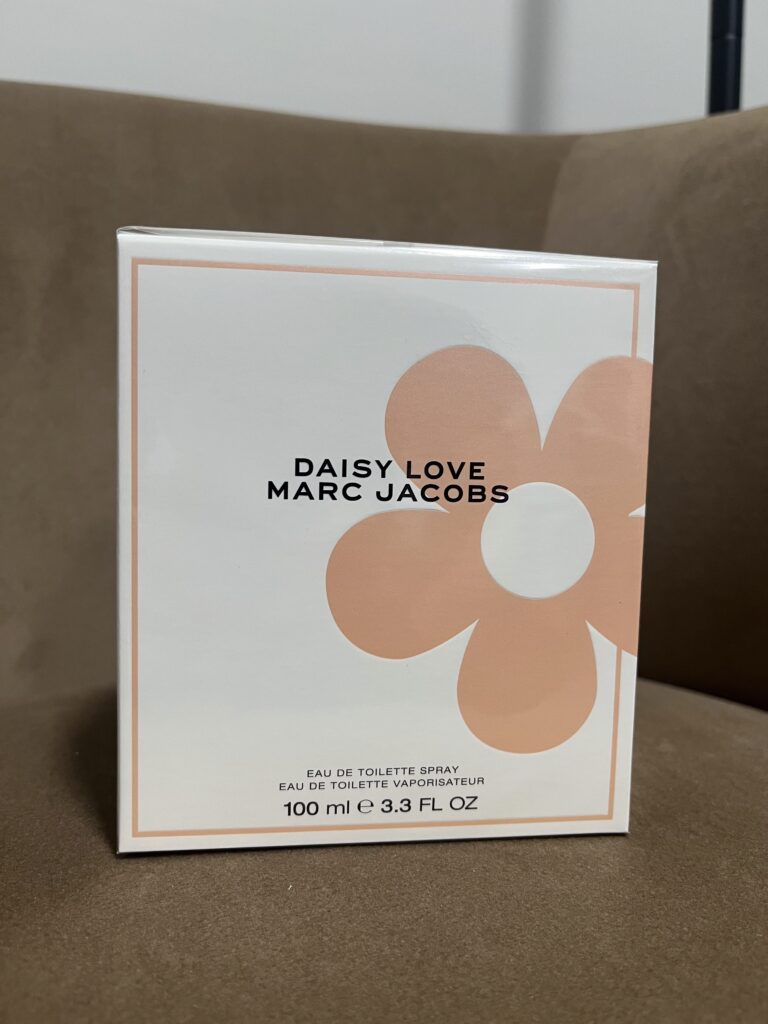 DAISY LOVE
MARC JACOBS
EAU DE TOILETTE SPRAY
EAU DE TOILETTE VAPORISATEUR
100 ml ℮ 3.3 FL OZ